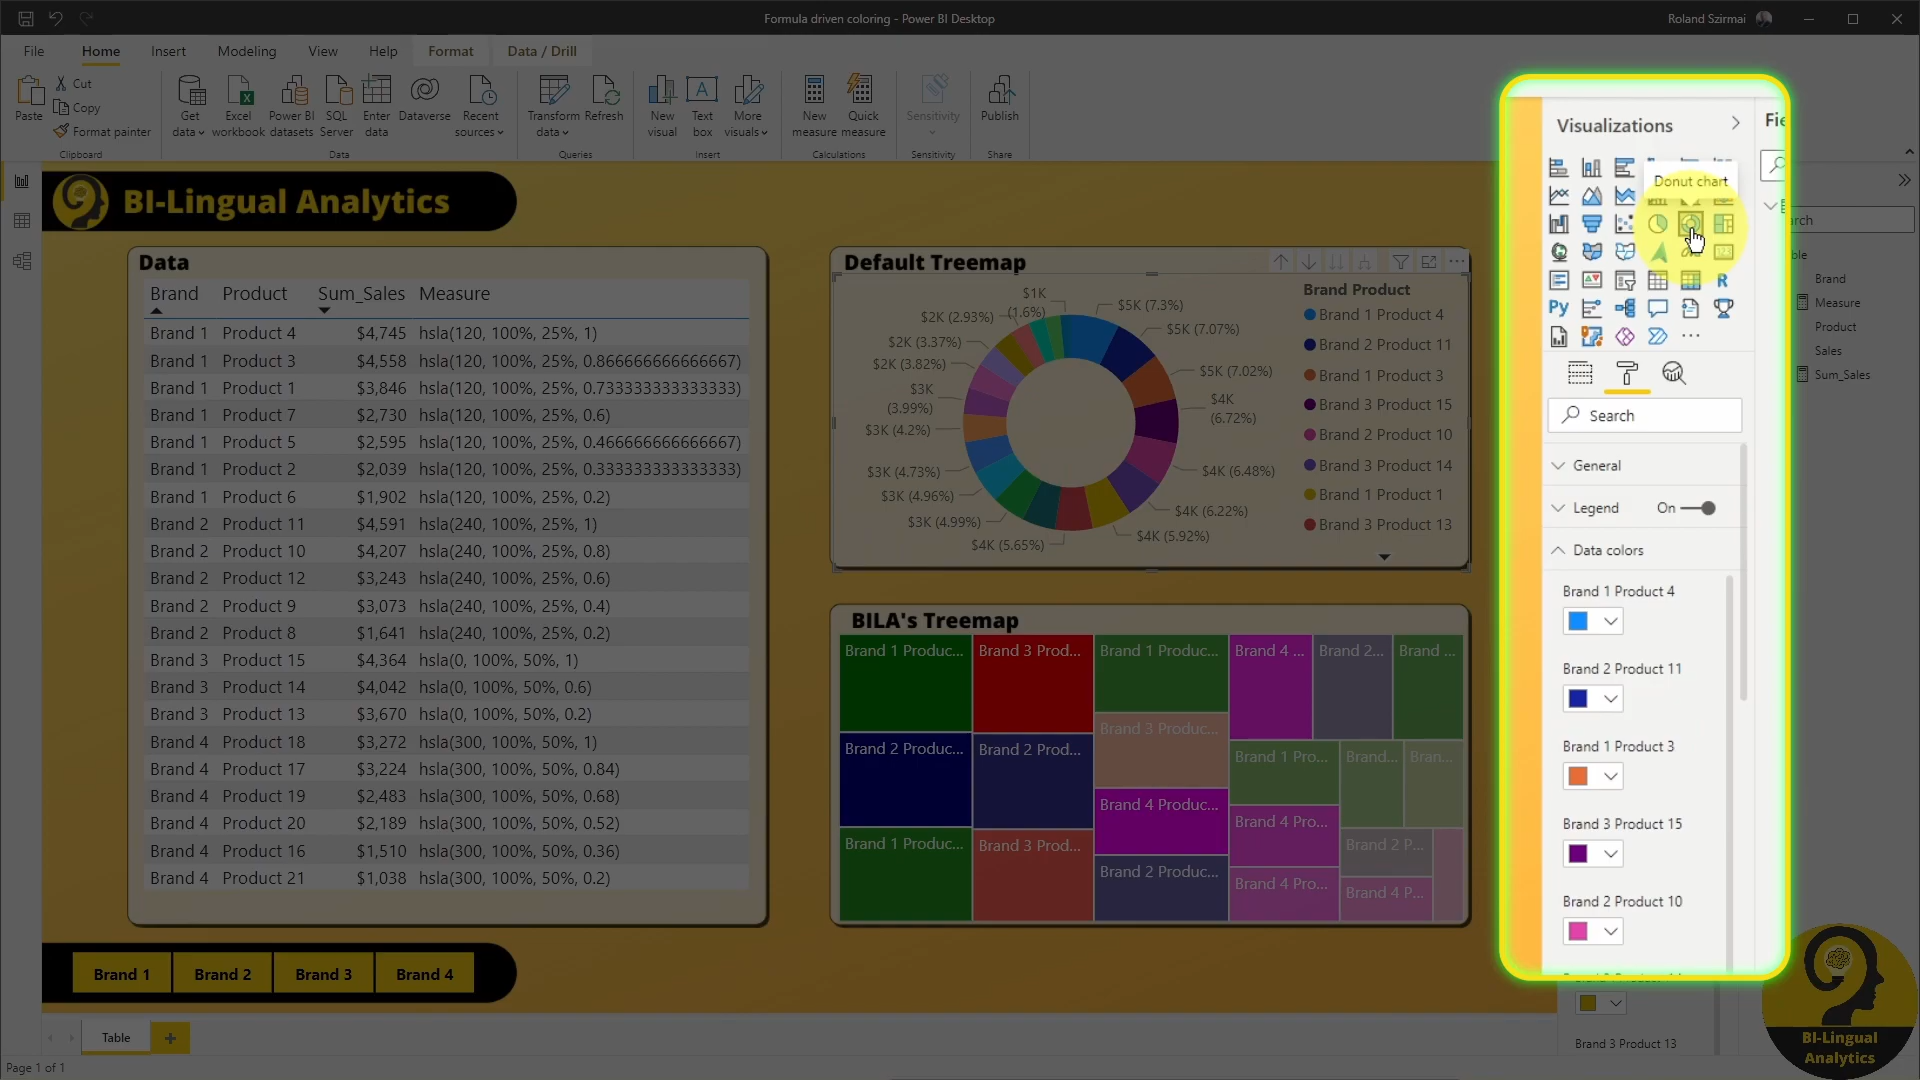 Formula driven coloring - Power BI Desktop
Roland Szirmai
File Home Insert Modeling View Help Format Data / Drill
Paste
Cut
Copy
Format painter
Clipboard
Get data
Excel workbook
Power BI datasets
SQL Server
Enter data
Dataverse
Recent sources
Data
Transform data
Refresh
Queries
New visual
Text box
More visuals
Insert
New measure
Quick measure
Calculations
Sensitivity
Sensitivity
Publish
Share
BI-Lingual Analytics
Data
Brand Product Sum_Sales Measure
Brand 1 Product 4 $4,745 hsla(120, 100%, 25%, 1)
Brand 1 Product 3 $4,558 hsla(120, 100%, 25%, 0.866666666666667)
Brand 1 Product 1 $3,846 hsla(120, 100%, 25%, 0.733333333333333)
Brand 1 Product 7 $2,730 hsla(120, 100%, 25%, 0.6)
Brand 1 Product 5 $2,595 hsla(120, 100%, 25%, 0.466666666666667)
Brand 1 Product 2 $2,039 hsla(120, 100%, 25%, 0.333333333333333)
Brand 1 Product 6 $1,902 hsla(120, 100%, 25%, 0.2)
Brand 2 Product 11 $4,591 hsla(240, 100%, 25%, 1)
Brand 2 Product 10 $4,207 hsla(240, 100%, 25%, 0.8)
Brand 2 Product 12 $3,243 hsla(240, 100%, 25%, 0.6)
Brand 2 Product 9 $3,073 hsla(240, 100%, 25%, 0.4)
Brand 2 Product 8 $1,641 hsla(240, 100%, 25%, 0.2)
Brand 3 Product 15 $4,364 hsla(0, 100%, 50%, 1)
Brand 3 Product 14 $4,042 hsla(0, 100%, 50%, 0.6)
Brand 3 Product 13 $3,670 hsla(0, 100%, 50%, 0.2)
Brand 4 Product 18 $3,272 hsla(300, 100%, 50%, 1)
Brand 4 Product 17 $3,224 hsla(300, 100%, 50%, 0.84)
Brand 4 Product 19 $2,483 hsla(300, 100%, 50%, 0.68)
Brand 4 Product 20 $2,189 hsla(300, 100%, 50%, 0.52)
Brand 4 Product 16 $1,510 hsla(300, 100%, 50%, 0.36)
Brand 4 Product 21 $1,038 hsla(300, 100%, 50%, 0.2)
Default Treemap
$1K
(1.6%)
$2K (2.93%)
$2K (3.37%)
$2K (3.82%)
$3K
(3.99%)
$3K (4.2%)
$3K (4.73%)
$3K (4.96%)
$3K (4.99%)
$4K (5.65%)
$5K (7.3%)
$5K (7.07%)
$5K (7.02%)
$4K
(6.72%)
$4K (6.48%)
$4K (6.22%)
$4K (5.92%)
Brand Product
Brand 1 Product 4
Brand 2 Product 11
Brand 1 Product 3
Brand 3 Product 15
Brand 2 Product 10
Brand 3 Product 14
Brand 1 Product 1
Brand 3 Product 13
BILA's Treemap
Brand 1 Produc...
Brand 3 Prod...
Brand 1 Produc...
Brand 4 ...
Brand 2...
Brand ...
Brand 3 Produc...
Brand 2 Produc...
Brand 2 Prod...
Brand 1 Pro...
Brand...
Bran...
Brand 4 Produc...
Brand 4 Pro...
Brand 1 Produc...
Brand 3 Prod...
Brand 2 P...
Brand 2 Produc...
Brand 4 Pro...
Brand 4 P...
Brand 1
Brand 2
Brand 3
Brand 4
Table
Page 1 of 1
Visualizations
Donut chart
R
Py
Search
General
Legend On
Data colors
Brand 1 Product 4
Brand 2 Product 11
Brand 1 Product 3
Brand 3 Product 15
Brand 2 Product 10
Brand 3 Product 13
Brand
Measure
Product
Sales
Sum_Sales
BI-Lingual
Analytics